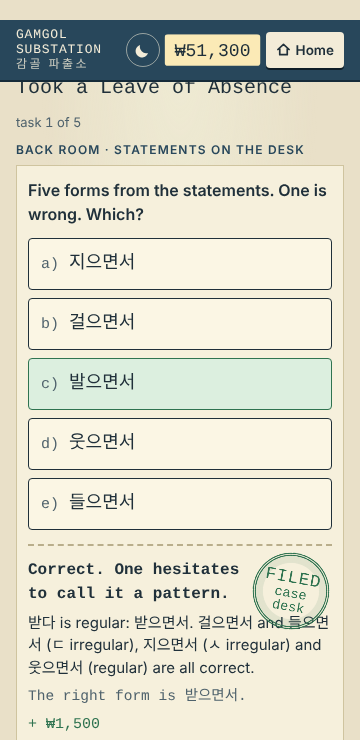 GAMGOL
SUBSTATION
감골 파출소
₩51,300
Home
Took a Leave of Absence
task 1 of 5
BACK ROOM · STATEMENTS ON THE DESK
Five forms from the statements. One is
wrong. Which?
a) 지으면서
b) 걸으면서
c) 발으면서
d) 웃으면서
e) 들으면서
Correct. One hesitates
to call it a pattern.
FILED
case
desk
받다 is regular: 받으면서. 걸으면서 and 들으면
서 (ㄷ irregular), 지으면서 (ㅅ irregular) and
웃으면서 (regular) are all correct.
The right form is 받으면서.
+ ₩1,500